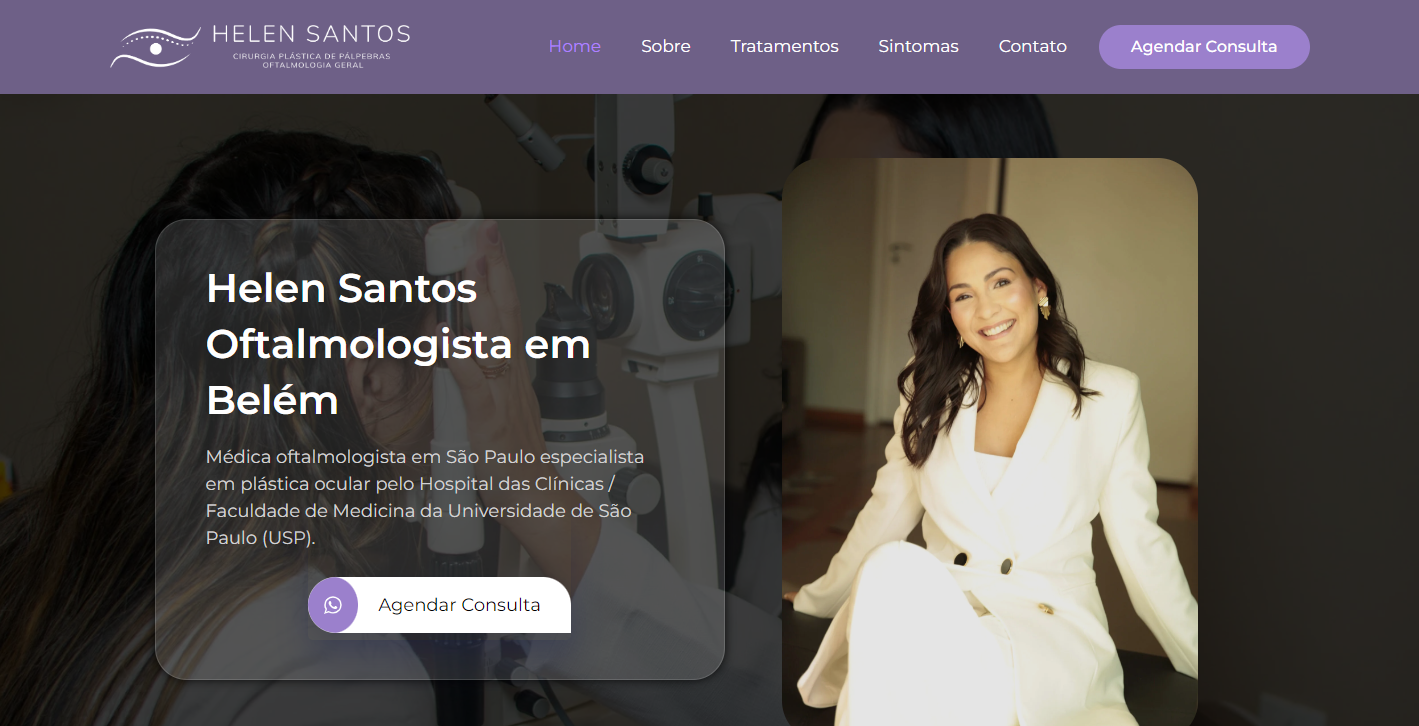 HELEN SANTOS
CIRURGIA PLÁSTICA DE PÁLPEBRAS
OFTALMOLOGIA GERAL
Home
Sobre
Tratamentos
Sintomas
Contato
Agendar Consulta
Helen Santos
Oftalmologista em
Belém
Médica oftalmologista em São Paulo especialista
em plástica ocular pelo Hospital das Clínicas /
Faculdade de Medicina da Universidade de São
Paulo (USP).
Agendar Consulta